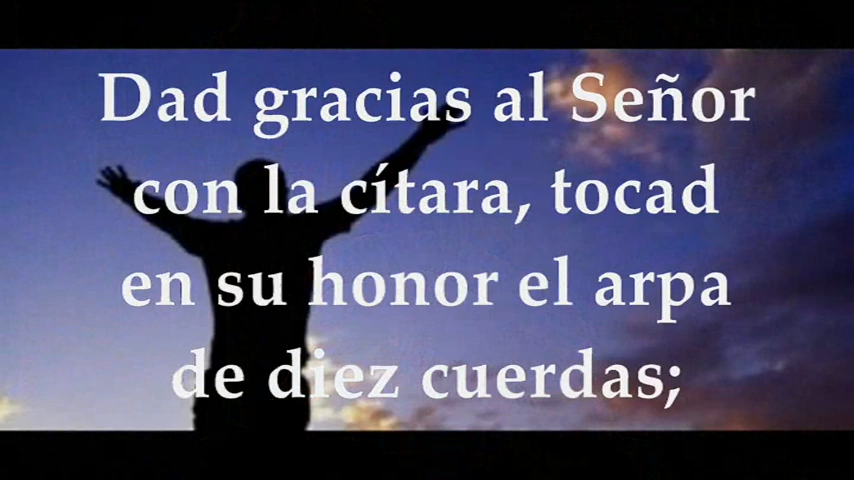 Dad gracias al Señor
con la cítara, tocad
en su honor el arpa
de diez cuerdas;